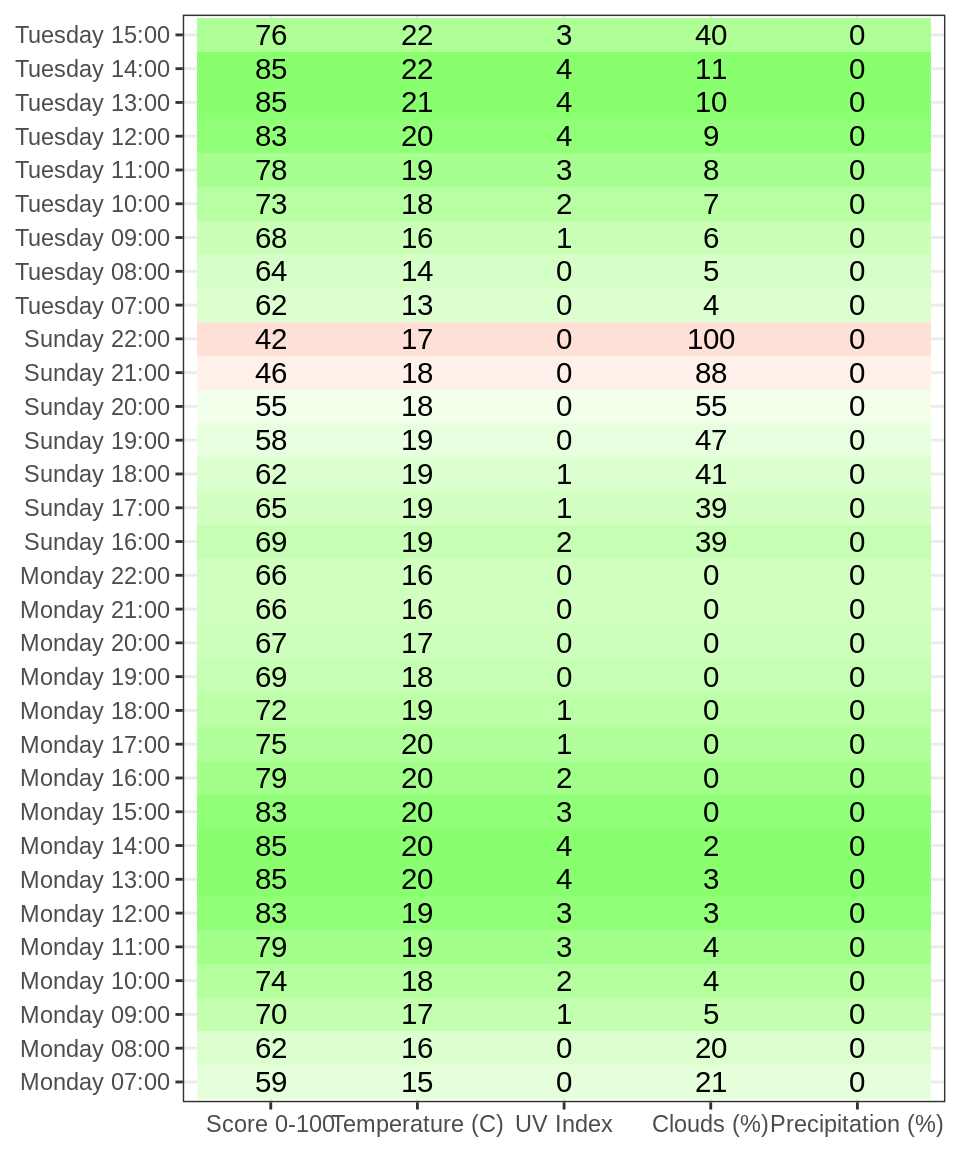 Tuesday 15:00 76 22 3 40 0
Tuesday 14:00 85 22 4 11 0
Tuesday 13:00 85 21 4 10 0
Tuesday 12:00 83 20 4 9 0
Tuesday 11:00 78 19 3 8 0
Tuesday 10:00 73 18 2 7 0
Tuesday 09:00 68 16 1 6 0
Tuesday 08:00 64 14 0 5 0
Tuesday 07:00 62 13 0 4 0
Sunday 22:00 42 17 0 100 0
Sunday 21:00 46 18 0 88 0
Sunday 20:00 55 18 0 55 0
Sunday 19:00 58 19 0 47 0
Sunday 18:00 62 19 1 41 0
Sunday 17:00 65 19 1 39 0
Sunday 16:00 69 19 2 39 0
Monday 22:00 66 16 0 0 0
Monday 21:00 66 16 0 0 0
Monday 20:00 67 17 0 0 0
Monday 19:00 69 18 0 0 0
Monday 18:00 72 19 1 0 0
Monday 17:00 75 20 1 0 0
Monday 16:00 79 20 2 0 0
Monday 15:00 83 20 3 0 0
Monday 14:00 85 20 4 2 0
Monday 13:00 85 20 4 3 0
Monday 12:00 83 19 3 3 0
Monday 11:00 79 19 3 4 0
Monday 10:00 74 18 2 4 0
Monday 09:00 70 17 1 5 0
Monday 08:00 62 16 0 20 0
Monday 07:00 59 15 0 21 0
Score 0-100 Temperature (C) UV Index Clouds (%) Precipitation (%)